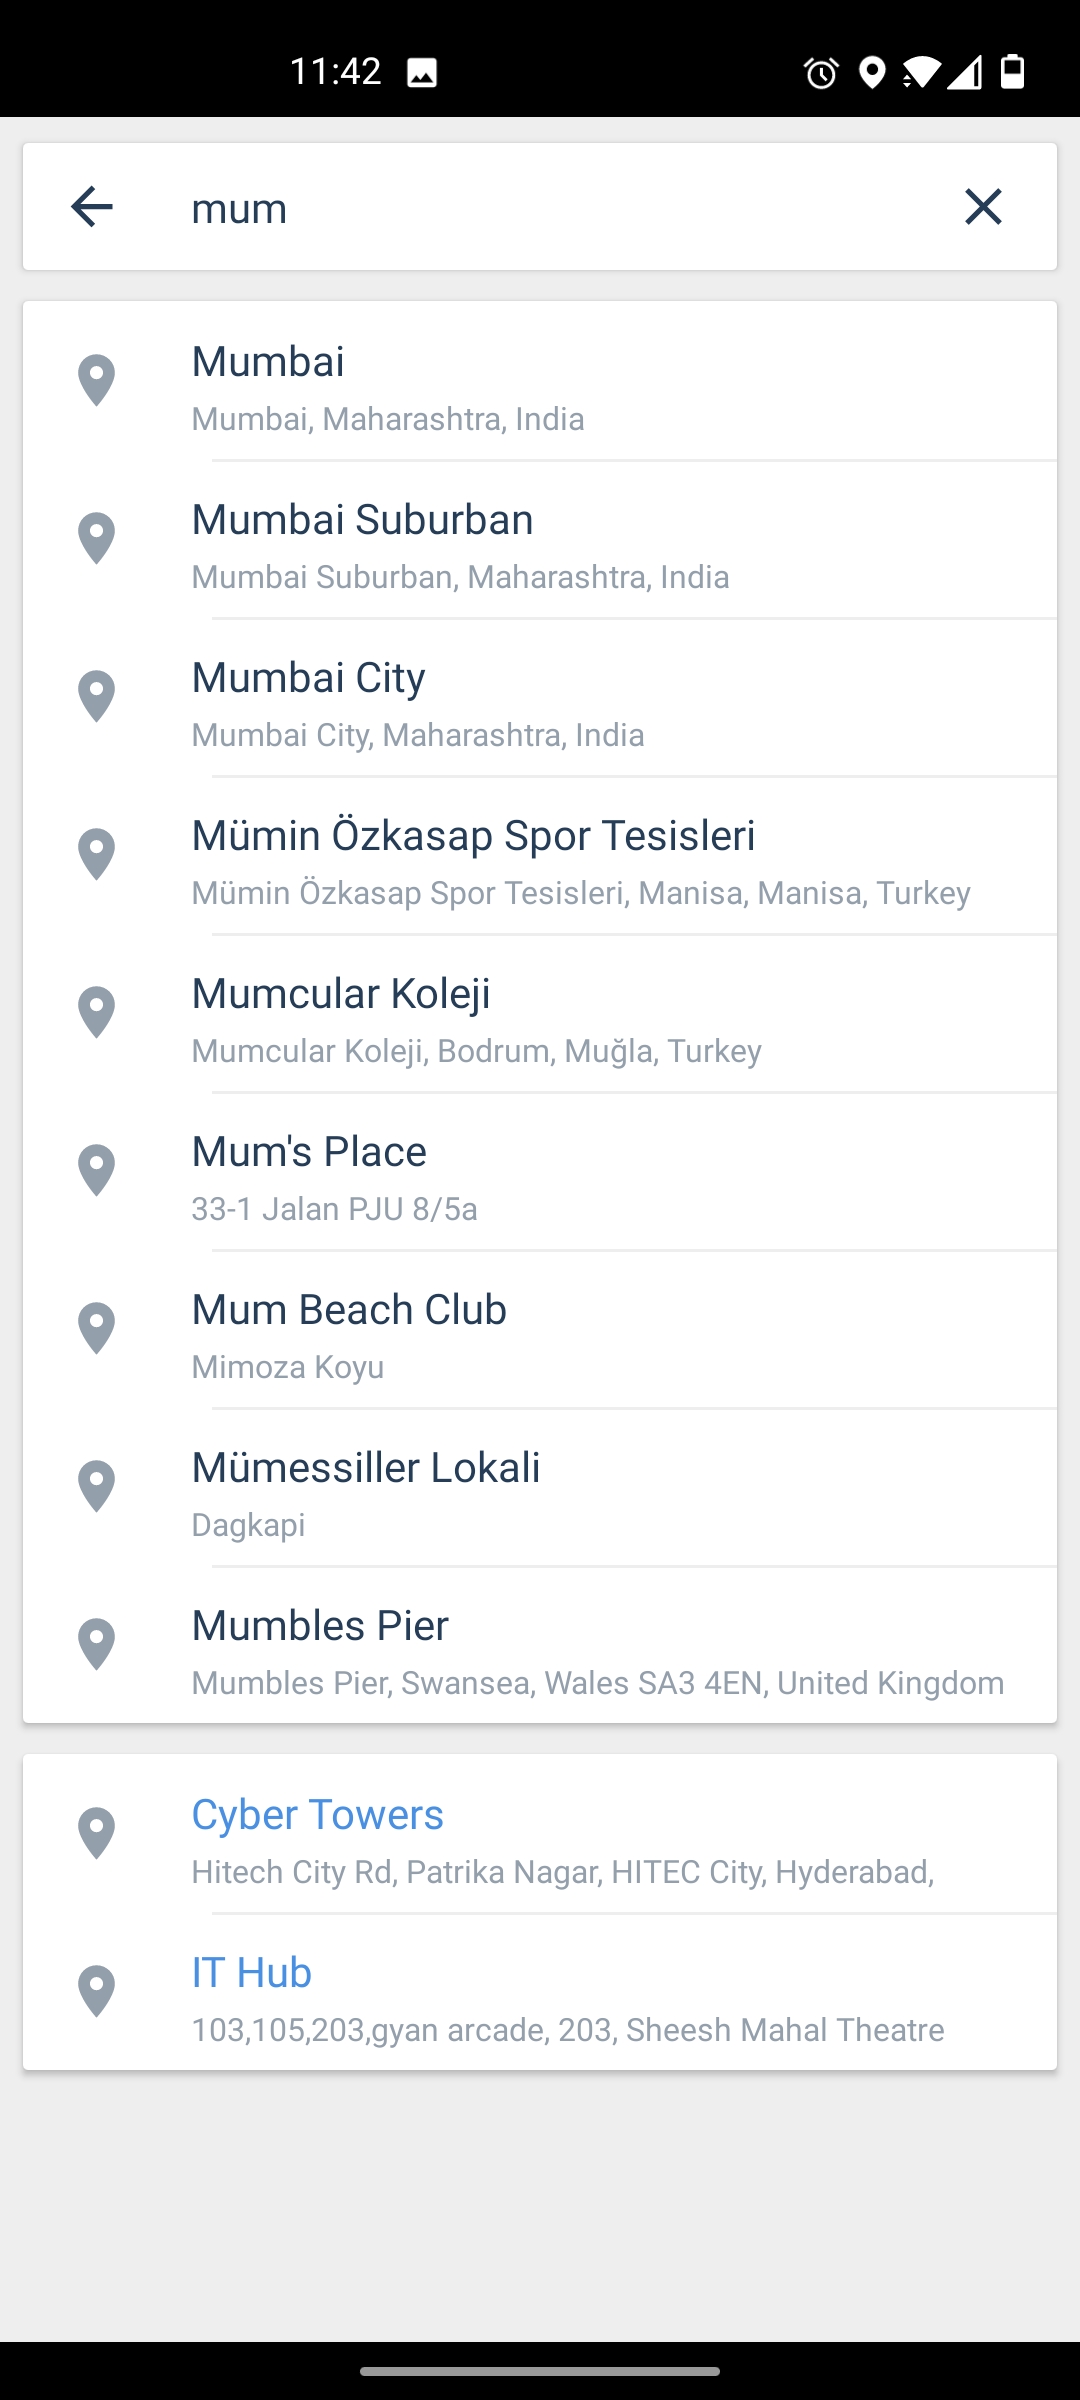 11:42
mum
Mumbai
Mumbai, Maharashtra, India
Mumbai Suburban
Mumbai Suburban, Maharashtra, India
Mumbai City
Mumbai City, Maharashtra, India
Mümin Özkasap Spor Tesisleri
Mümin Özkasap Spor Tesisleri, Manisa, Manisa, Turkey
Mumcular Koleji
Mumcular Koleji, Bodrum, Muğla, Turkey
Mum's Place
33-1 Jalan PJU 8/5a
Mum Beach Club
Mimoza Koyu
Mümessiller Lokali
Dagkapi
Mumbles Pier
Mumbles Pier, Swansea, Wales SA3 4EN, United Kingdom
Cyber Towers
Hitech City Rd, Patrika Nagar, HITEC City, Hyderabad,
IT Hub
103,105,203,gyan arcade, 203, Sheesh Mahal Theatre